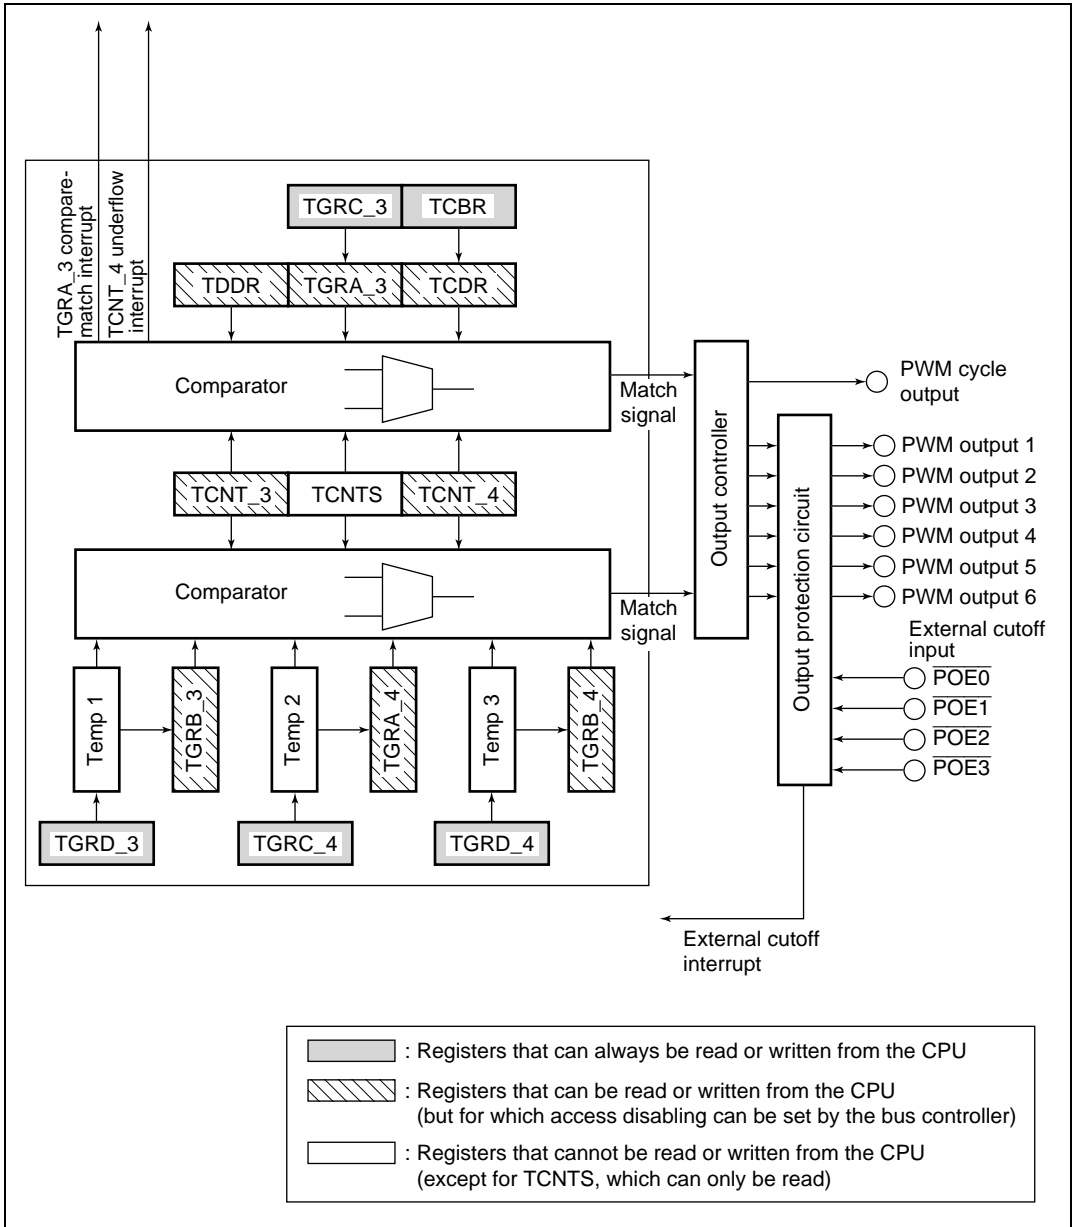 TGRA_3 compare-
match interrupt
TCNT_4 underflow
interrupt
TGRC_3
TCBR
TDDR
TGRA_3
TCDR
Comparator
Match
signal
PWM cycle
output
Output controller
Output protection circuit
PWM output 1
PWM output 2
PWM output 3
PWM output 4
PWM output 5
PWM output 6
TCNT_3
TCNTS
TCNT_4
Comparator
Match
signal
External cutoff
input
POE0
POE1
POE2
POE3
Temp 1
TGRB_3
Temp 2
TGRA_4
Temp 3
TGRB_4
TGRD_3
TGRC_4
TGRD_4
External cutoff
interrupt
: Registers that can always be read or written from the CPU
: Registers that can be read or written from the CPU
(but for which access disabling can be set by the bus controller)
: Registers that cannot be read or written from the CPU
(except for TCNTS, which can only be read)